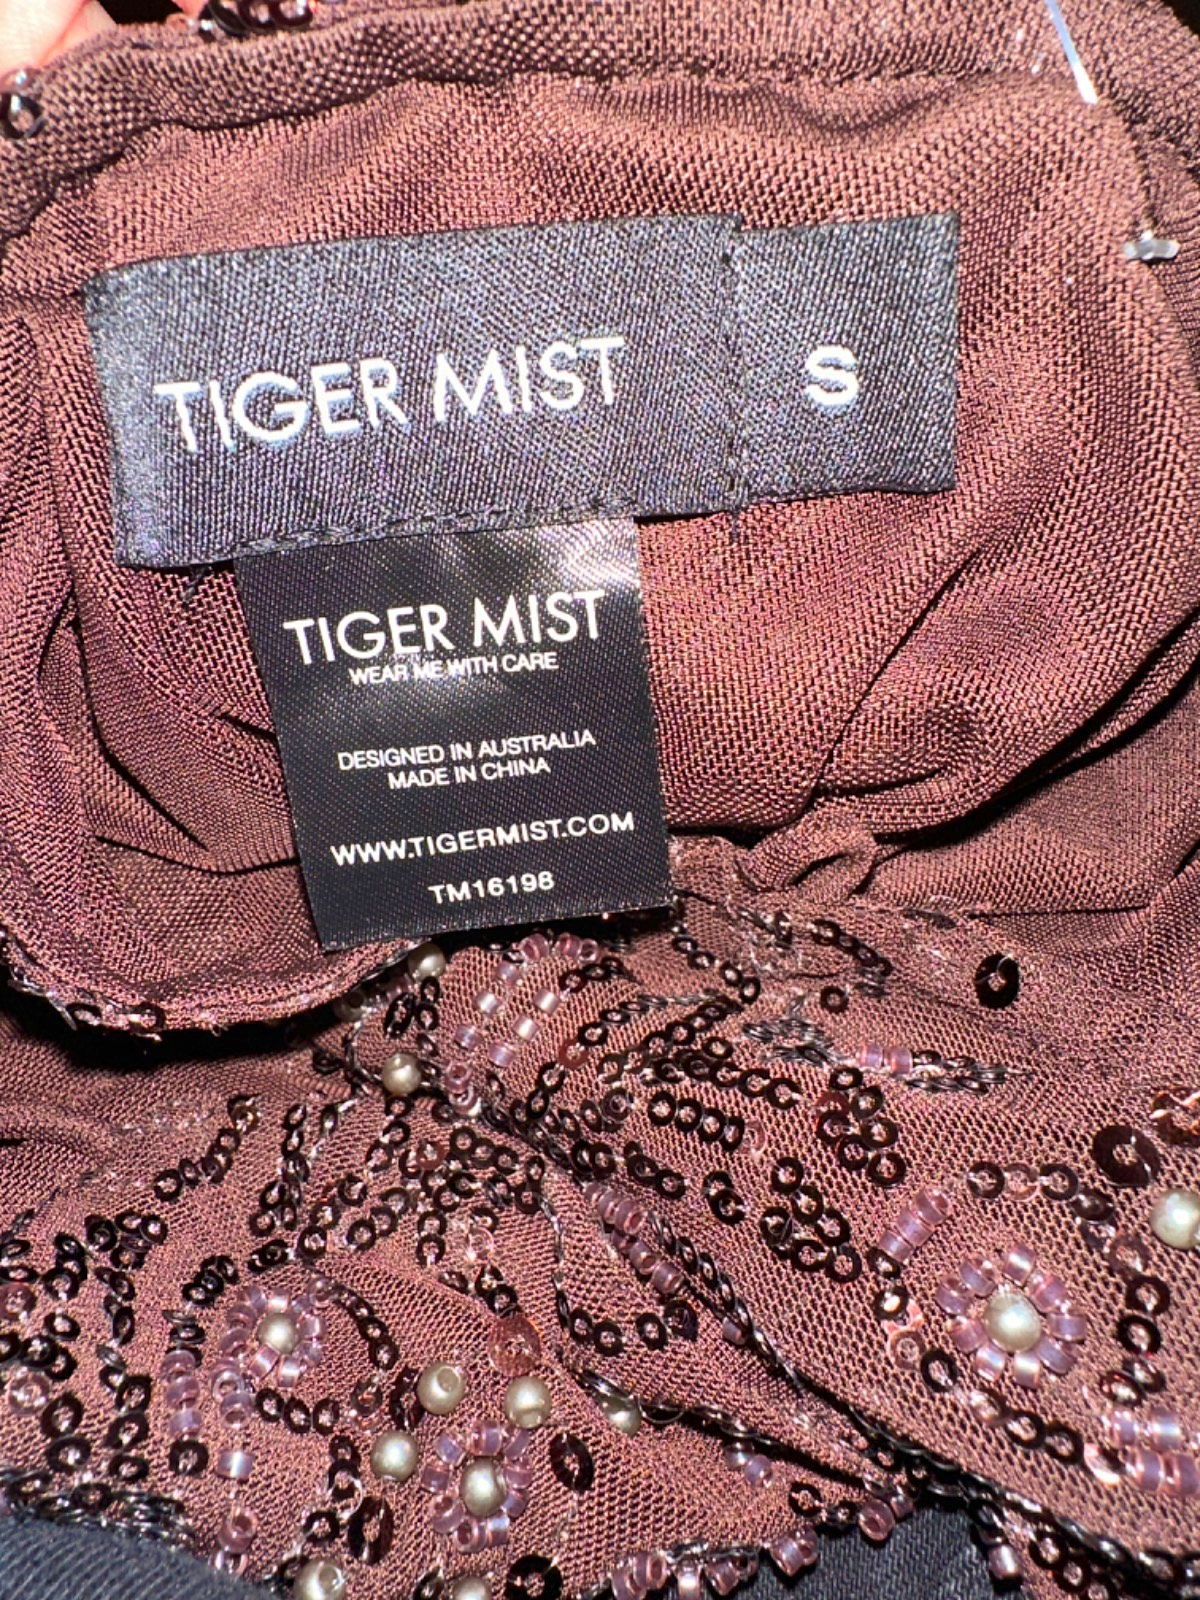 TIGER MIST S
TIGER MIST
WEAR ME WITH CARE
DESIGNED IN AUSTRALIA
MADE IN CHINA
WWW.TIGERMIST.COM
TM16198